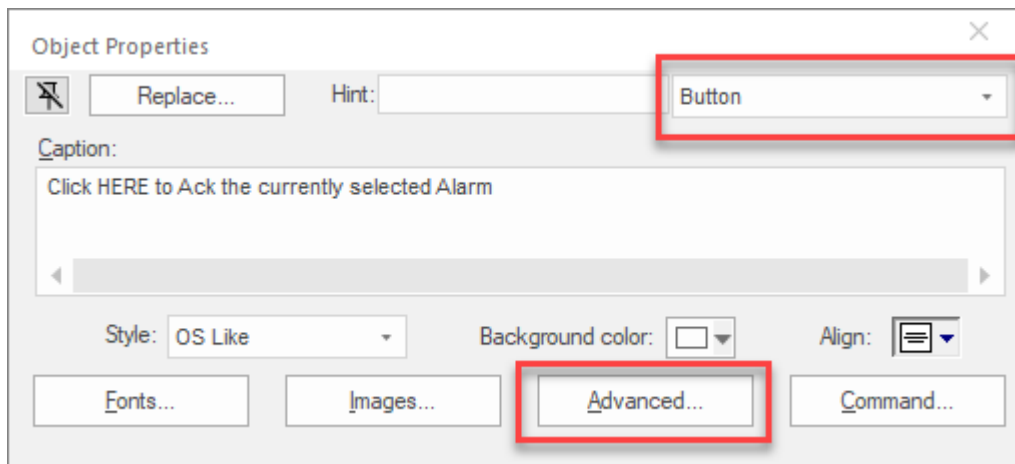 Object Properties
Replace... Hint: Button
Caption:
Click HERE to Ack the currently selected Alarm
Style: OS Like Background color: Align:
Fonts... Images... Advanced... Command...